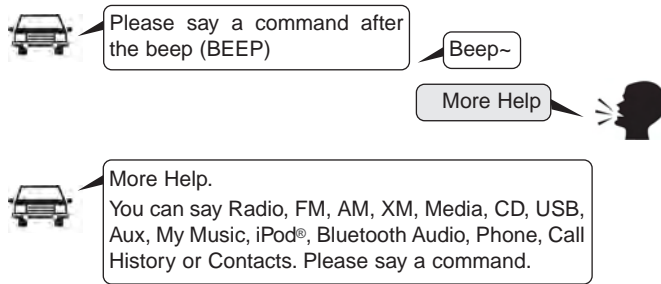 Please say a command after
the beep (BEEP)
Beep~
More Help
More Help.
You can say Radio, FM, AM, XM, Media, CD, USB,
Aux, My Music, iPod®, Bluetooth Audio, Phone, Call
History or Contacts. Please say a command.